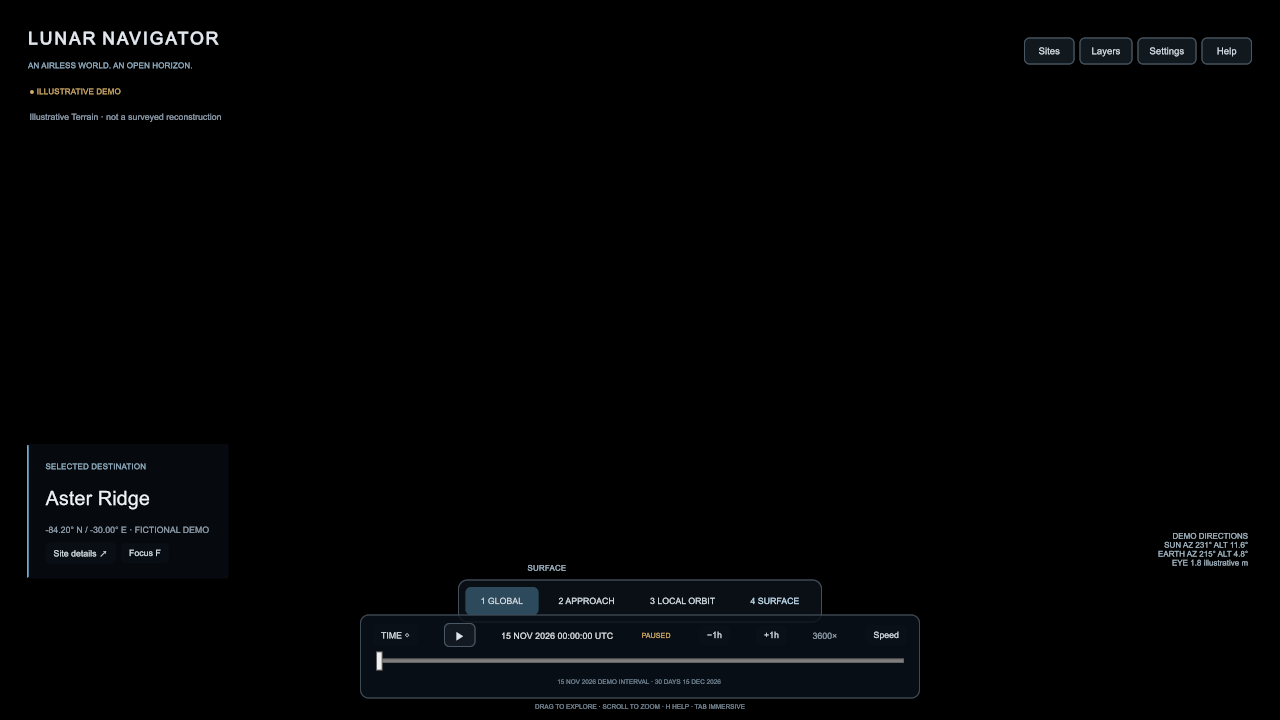 LUNAR NAVIGATOR
AN AIRLESS WORLD. AN OPEN HORIZON.
● ILLUSTRATIVE DEMO
Illustrative Terrain · not a surveyed reconstruction
Sites
Layers
Settings
Help
SELECTED DESTINATION
Aster Ridge
-84.20° N / -30.00° E · FICTIONAL DEMO
Site details ↗ Focus F
DEMO DIRECTIONS
SUN AZ 231° ALT 11.6°
EARTH AZ 215° ALT 4.8°
EYE 1.8 illustrative m
SURFACE
1 GLOBAL 2 APPROACH 3 LOCAL ORBIT 4 SURFACE
TIME ◇ ▶ 15 NOV 2026 00:00:00 UTC PAUSED −1h +1h 3600× Speed
15 NOV 2026 DEMO INTERVAL · 30 DAYS 15 DEC 2026
DRAG TO EXPLORE · SCROLL TO ZOOM · H HELP · TAB IMMERSIVE